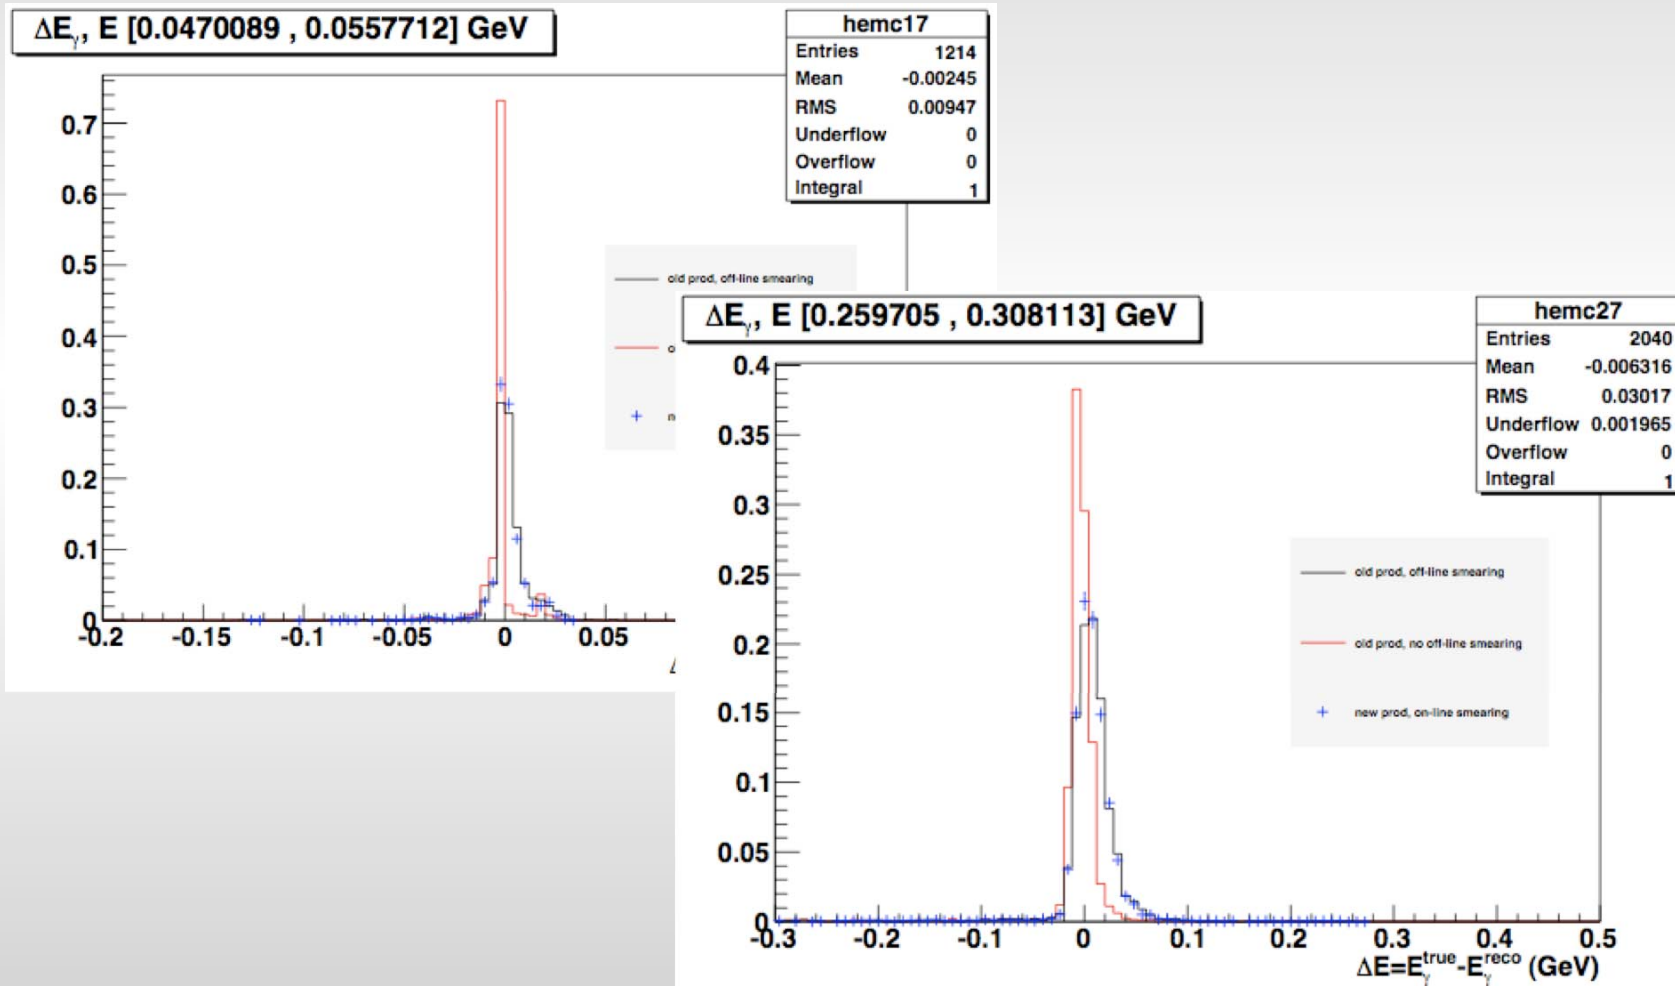 ΔEγ, E [0.0470089 , 0.0557712] GeV
hemc17
Entries 1214
Mean -0.00245
RMS 0.00947
Underflow 0
Overflow 0
Integral 1
0.7
0.6
0.5
0.4
0.3
0.2
0.1
0
-0.2 -0.15 -0.1 -0.05 0 0.05
old prod, off-line smearing
ΔEγ, E [0.259705 , 0.308113] GeV
hemc27
Entries 2040
Mean -0.006316
RMS 0.03017
Underflow 0.001965
Overflow 0
Integral 1
0.4
0.35
0.3
0.25
0.2
0.15
0.1
0.05
0
-0.3 -0.2 -0.1 0 0.1 0.2 0.3 0.4 0.5
old prod, off-line smearing
old prod, no off-line smearing
new prod, on-line smearing
ΔE=Eγtrue-Eγreco (GeV)